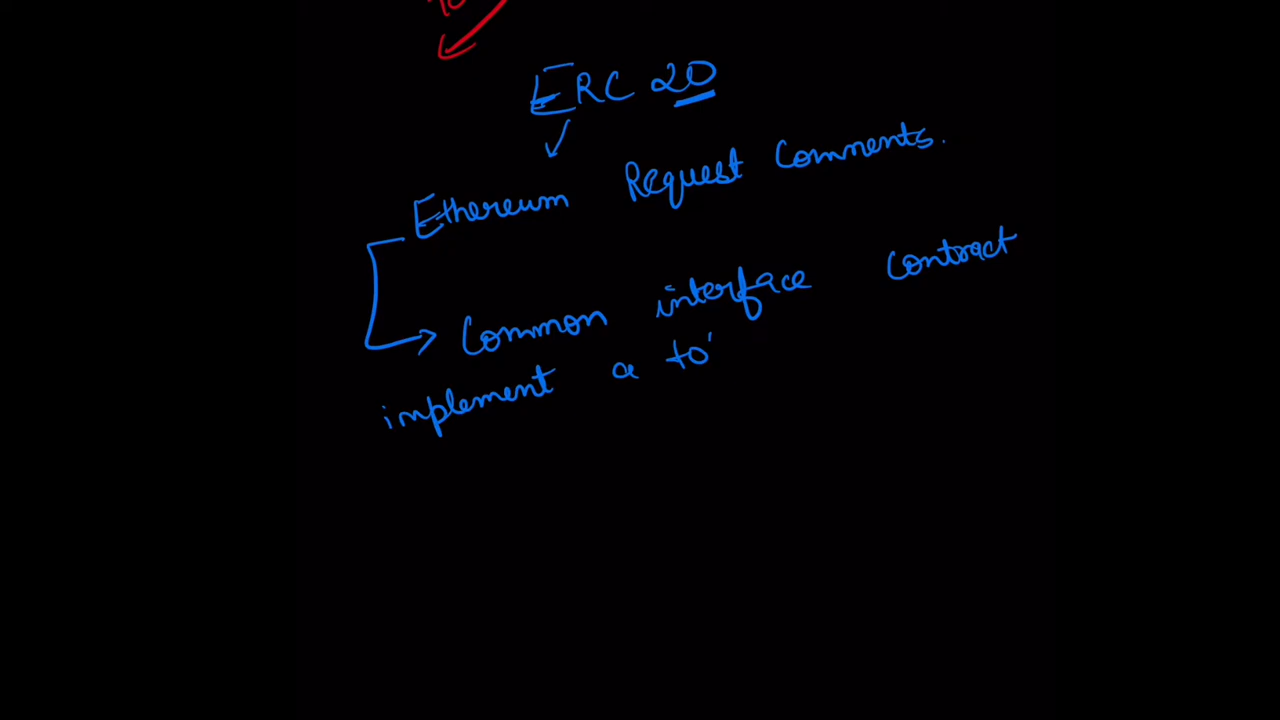 ERC 20
Ethereum Request Comments.
Common interface contract
implement a to